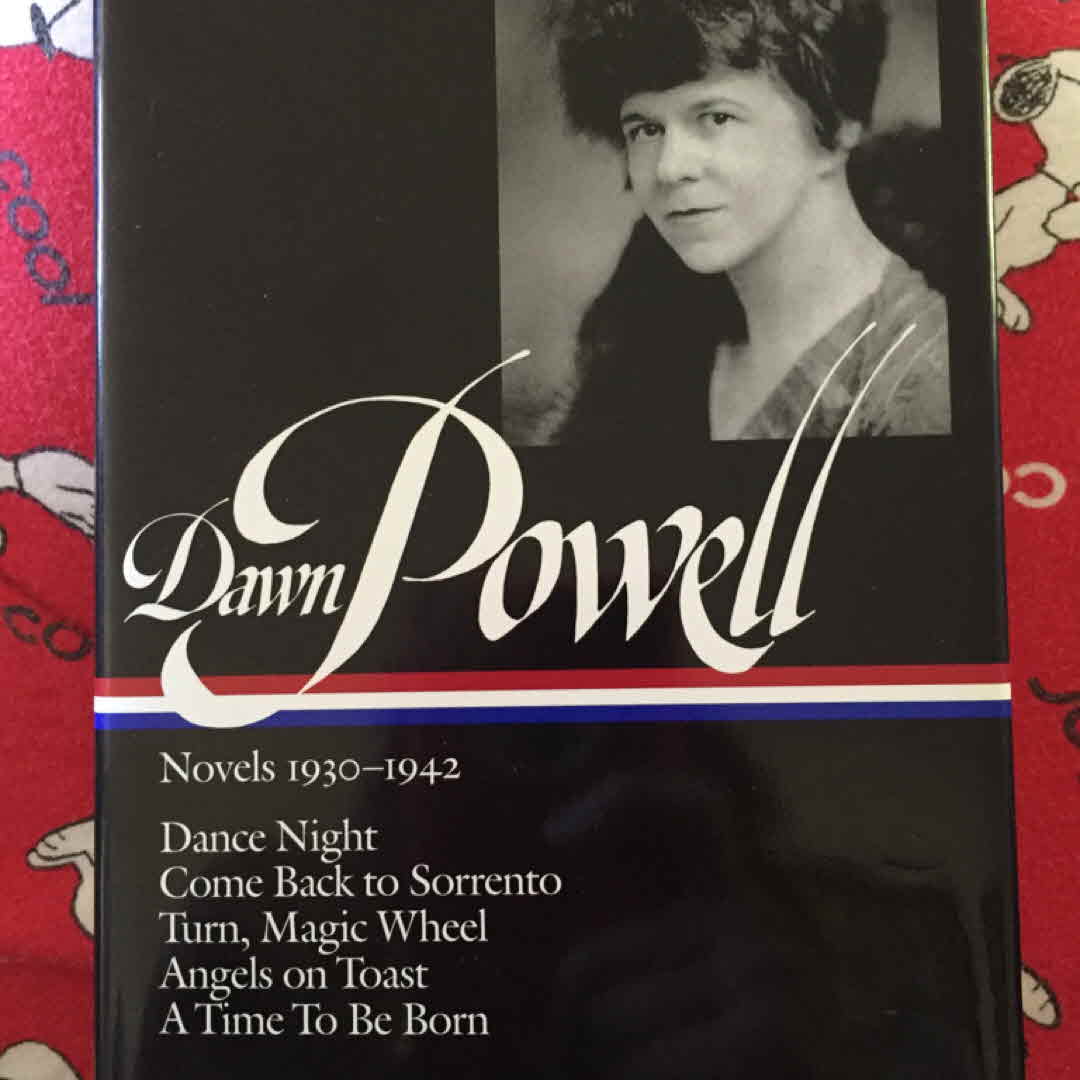 Dawn Powell
Novels 1930–1942
Dance Night
Come Back to Sorrento
Turn, Magic Wheel
Angels on Toast
A Time To Be Born